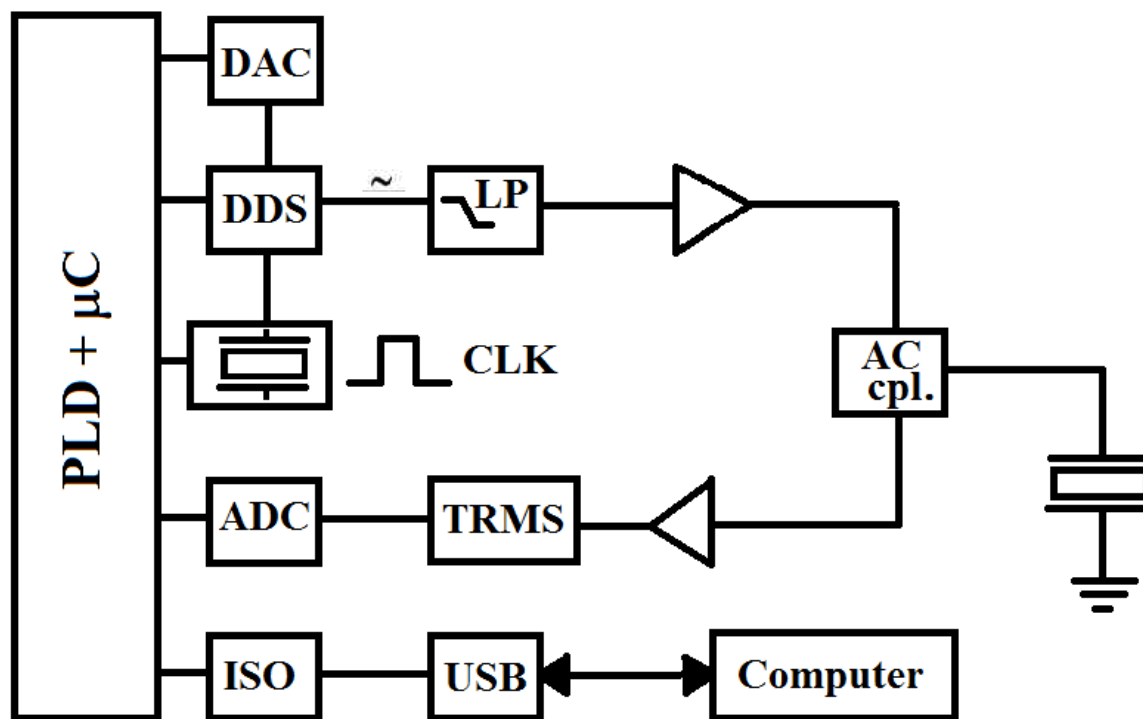 DAC
DDS
~
LP
PLD + μC
CLK
AC
cpl.
ADC
TRMS
ISO
USB
Computer